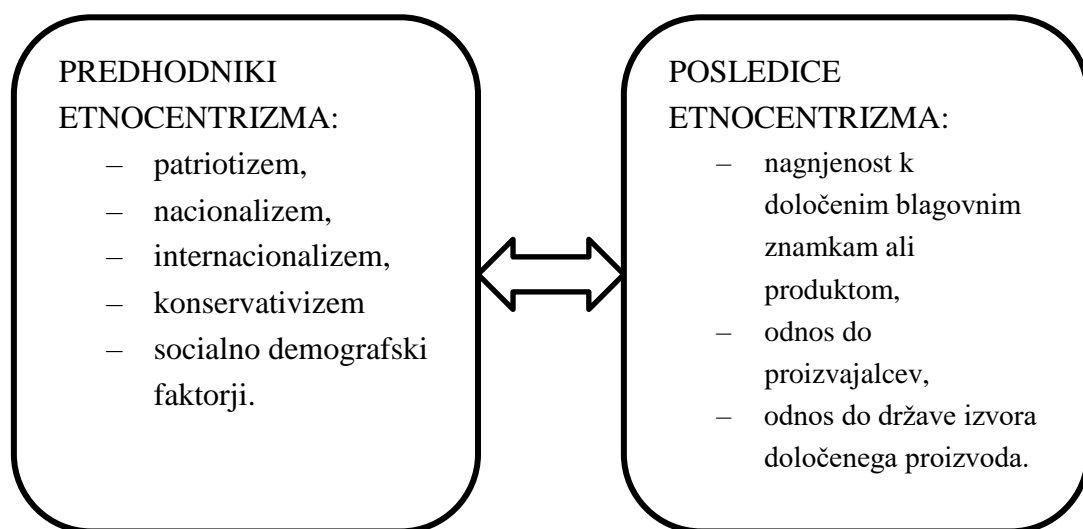 PREDHODNIKI
ETNOCENTRIZMA:
– patriotizem,
– nacionalizem,
– internacionalizem,
– konservativizem
– socialno demografski
faktorji.
POSLEDICE
ETNOCENTRIZMA:
– nagnjenost k
določenim blagovnim
znamkam ali
produktom,
– odnos do
proizvajalcev,
– odnos do države izvora
določenega proizvoda.